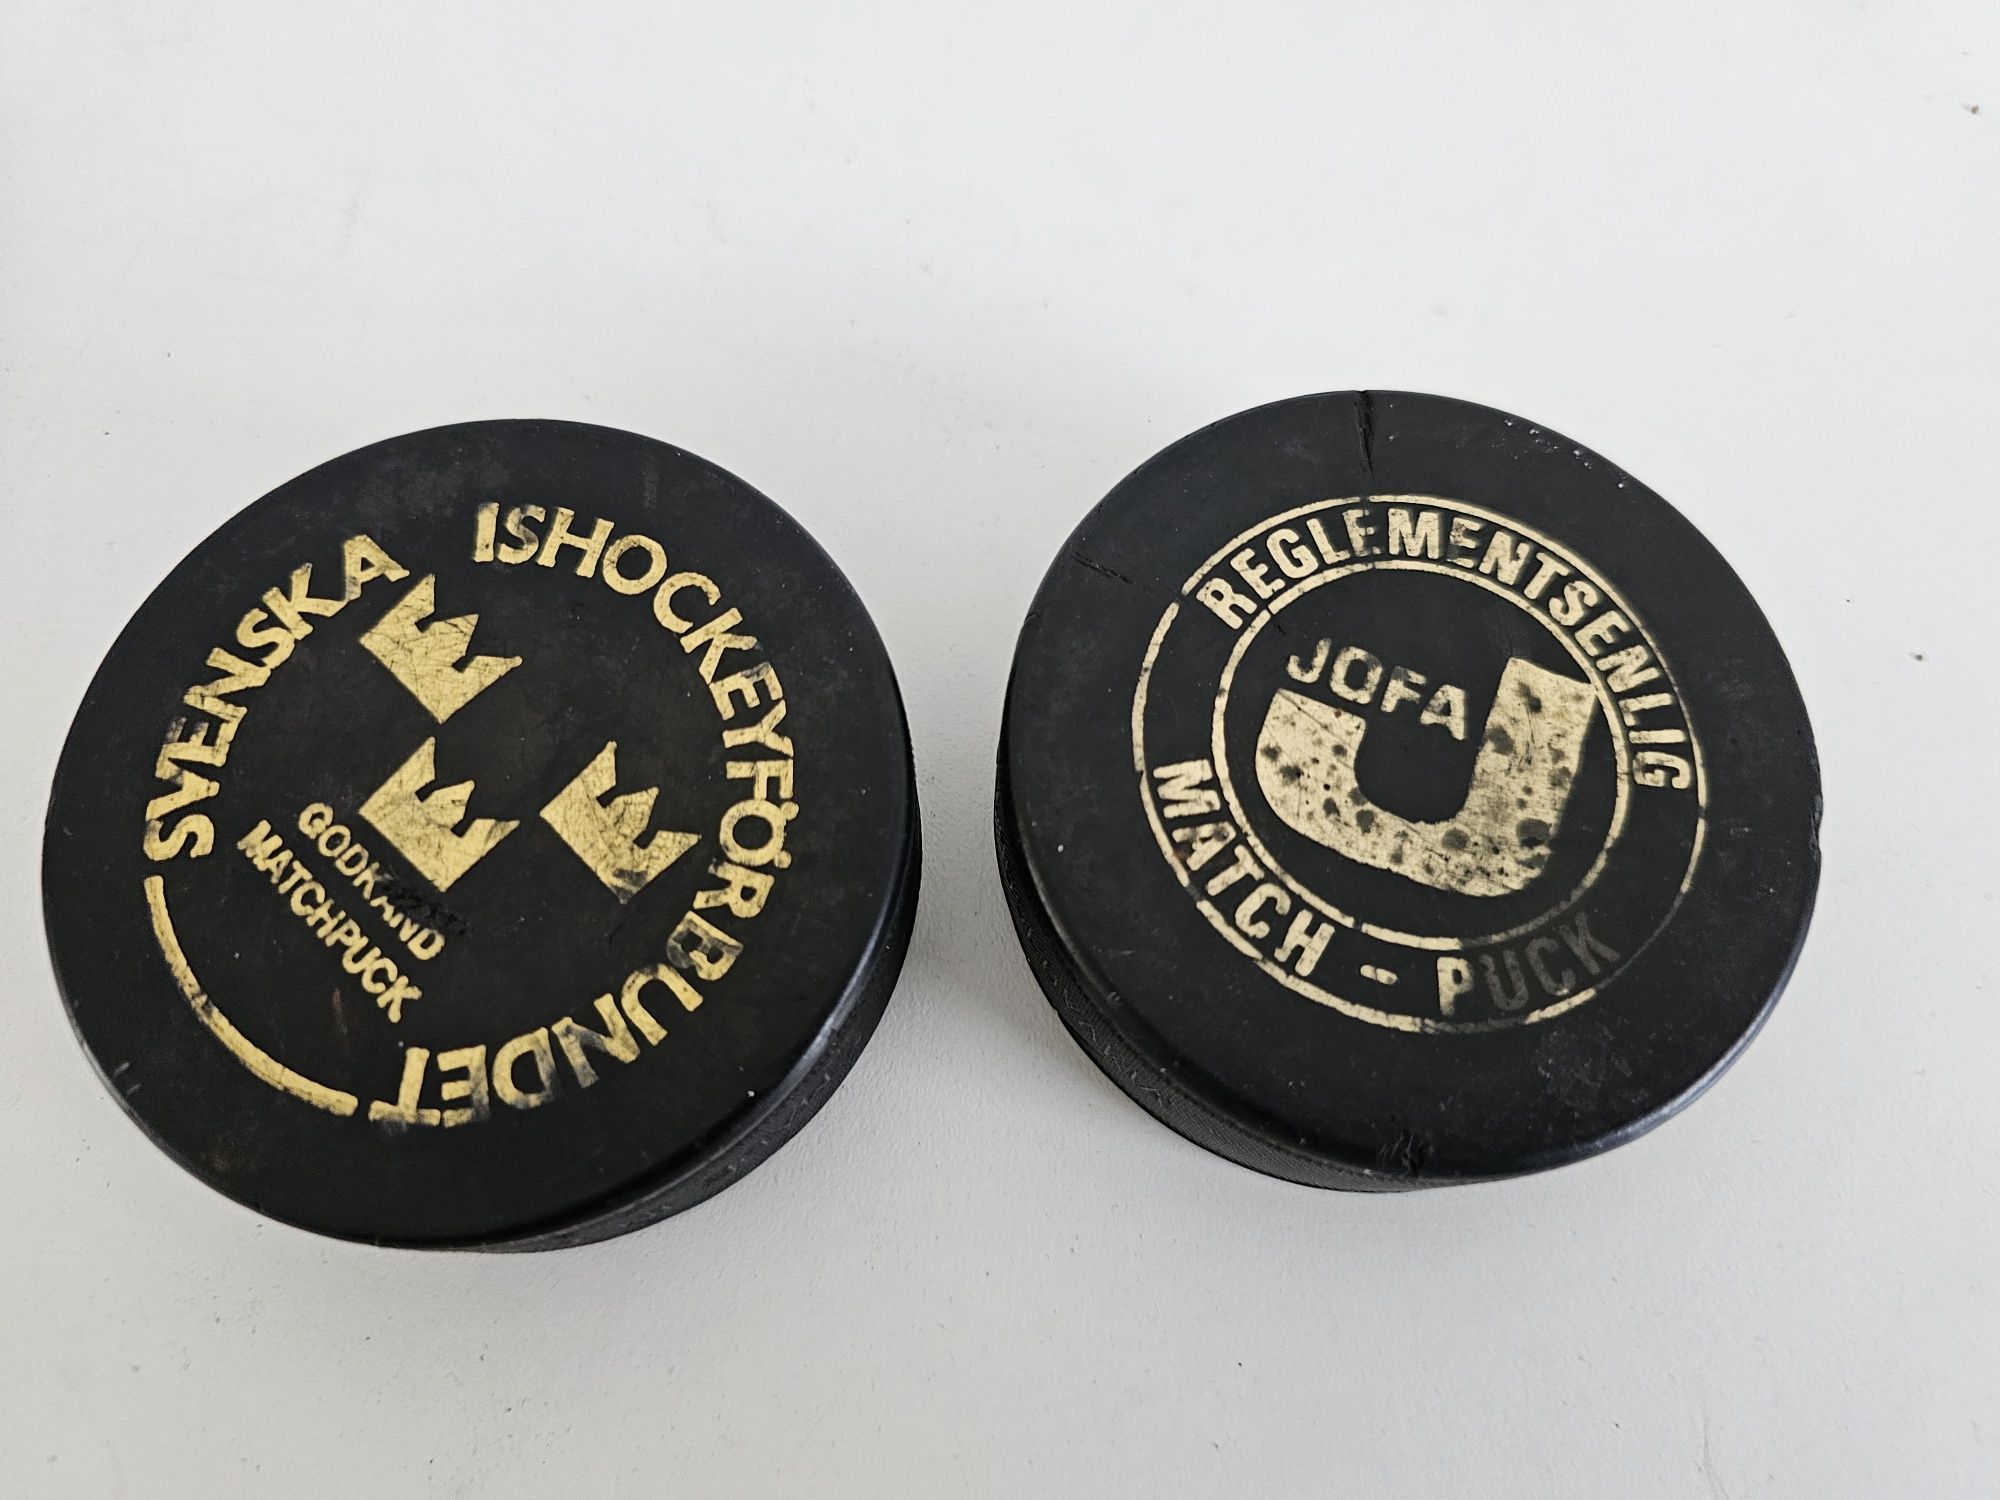 SVENSKA ISHOCKEYFÖRBUNDET
GODKÄND
MATCHPUCK
REGLEMENTSENLIG
JOFA
MATCH - PUCK